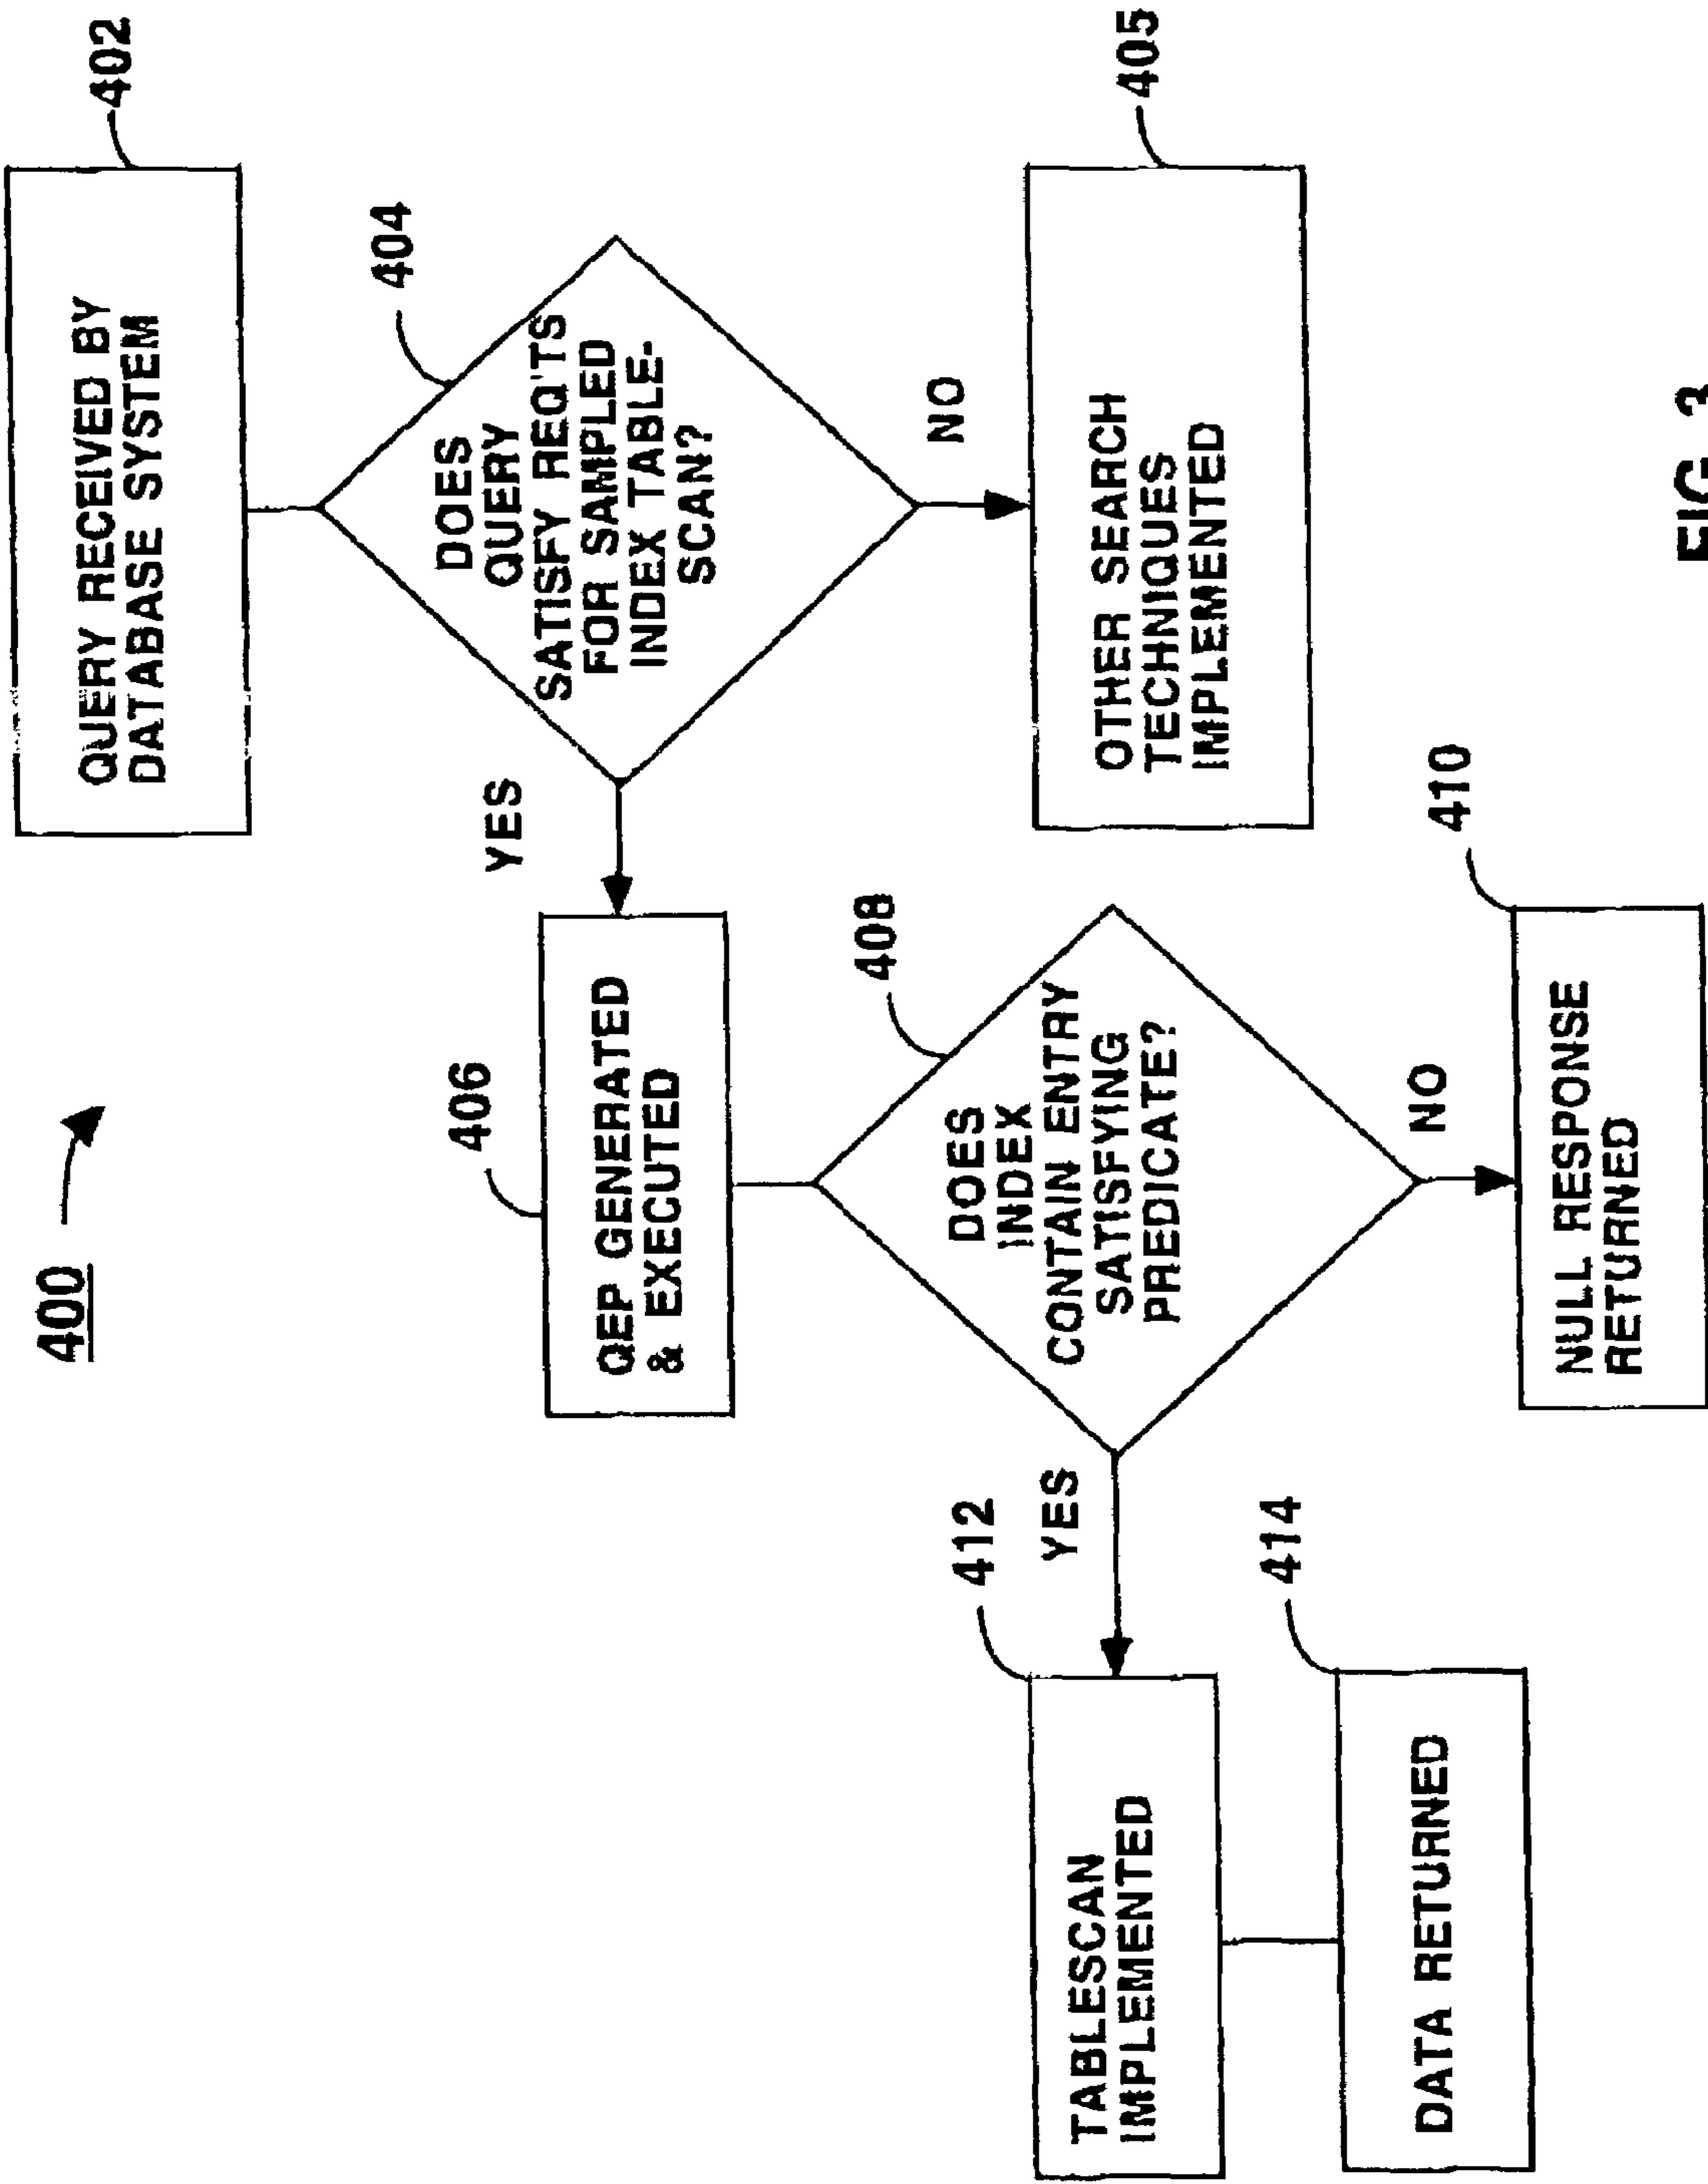 400
402
QUERY RECEIVED BY
DATABASE SYSTEM
404
DOES
QUERY
SATISFY REQ'TS
FOR SAMPLED
INDEX TABLE-
SCAN?
YES
NO
405
OTHER SEARCH
TECHNIQUES
IMPLEMENTED
406
QEP GENERATED
& EXECUTED
408
DOES
INDEX
CONTAIN ENTRY
SATISFYING
PREDICATE?
YES
NO
410
NULL RESPONSE
RETURNED
412
TABLESCAN
IMPLEMENTED
414
DATA RETURNED
FIG. 3